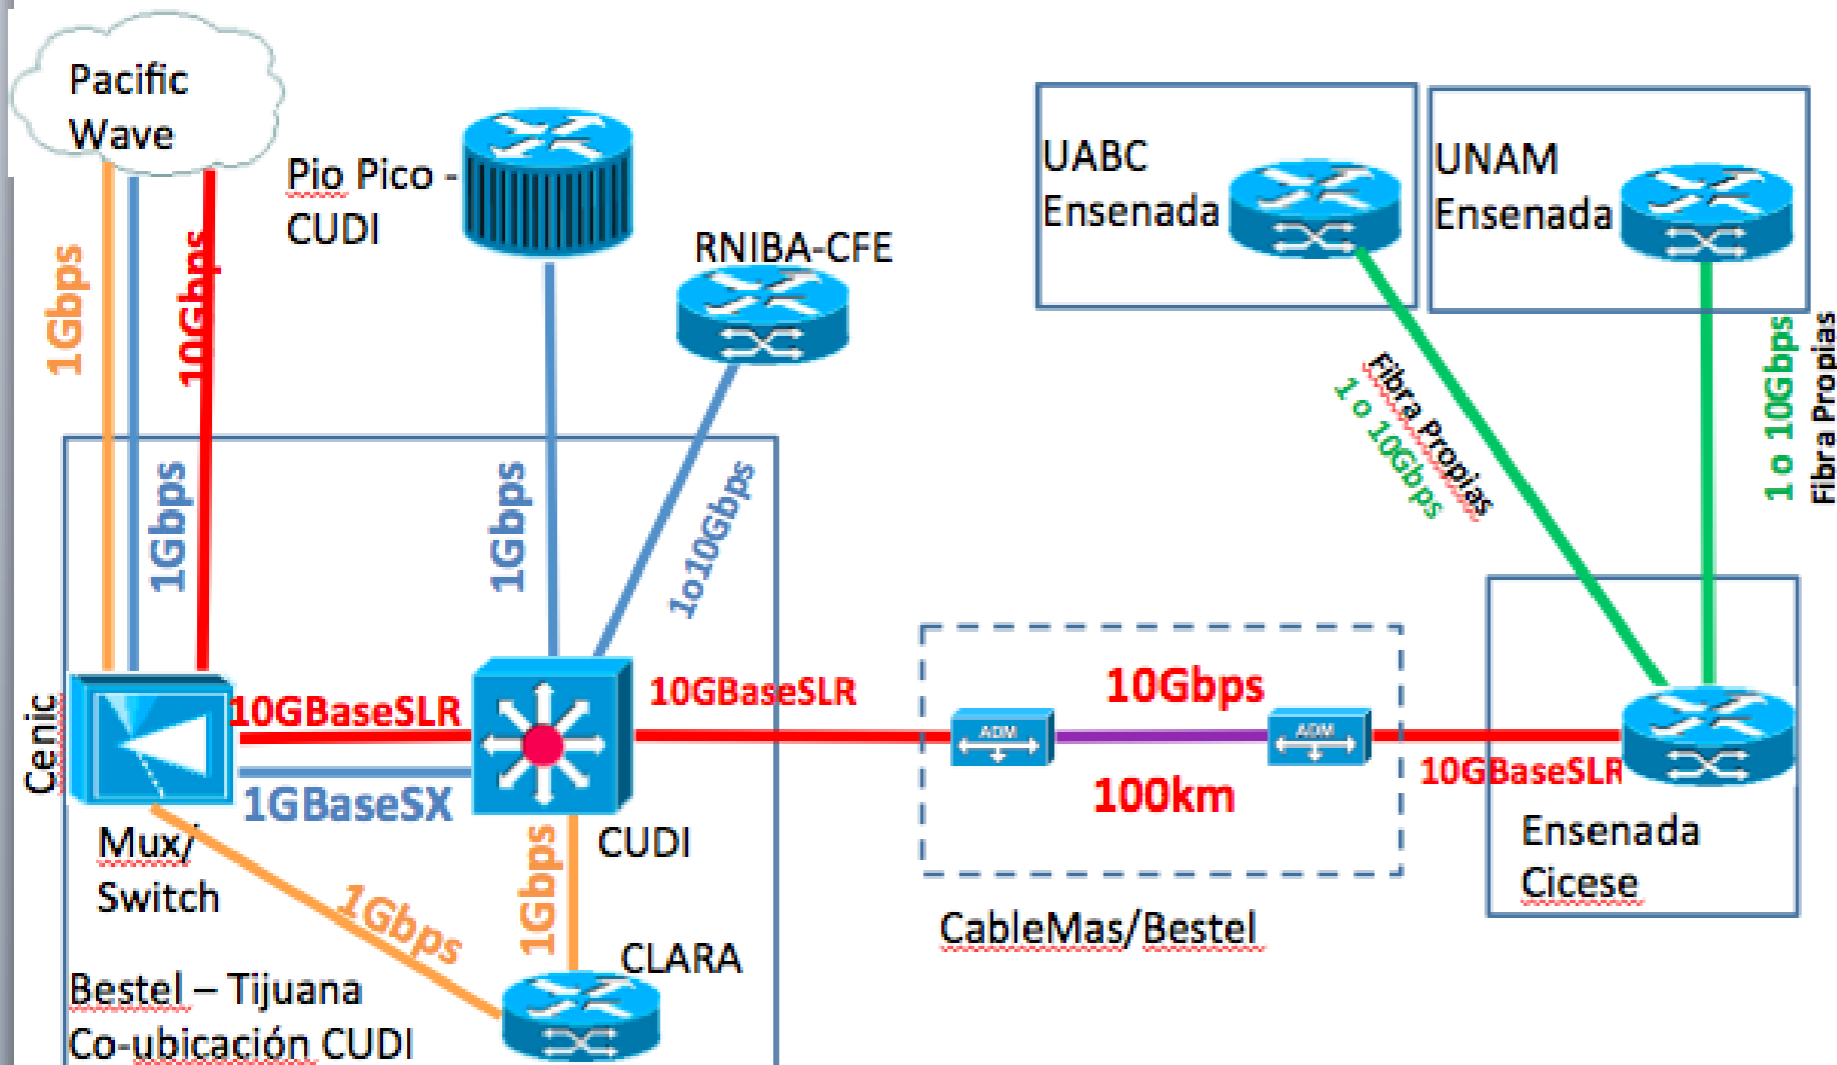 Pacific
Wave
Pio Pico -
CUDI
RNIBA-CFE
UABC
Ensenada
UNAM
Ensenada
1Gbps
10Gbps
1Gbps
1Gbps
1o10Gbps
Fibra Propias
1 o 10Gbps
1 o 10Gbps
Fibra Propias
Cenic
10GBaseSLR
1GBaseSX
10GBaseSLR
10Gbps
ADM
ADM
100km
10GBaseSLR
Mux/
Switch
CUDI
1Gbps
1Gbps
CLARA
CableMas/Bestel
Ensenada
Cicese
Bestel – Tijuana
Co-ubicación CUDI